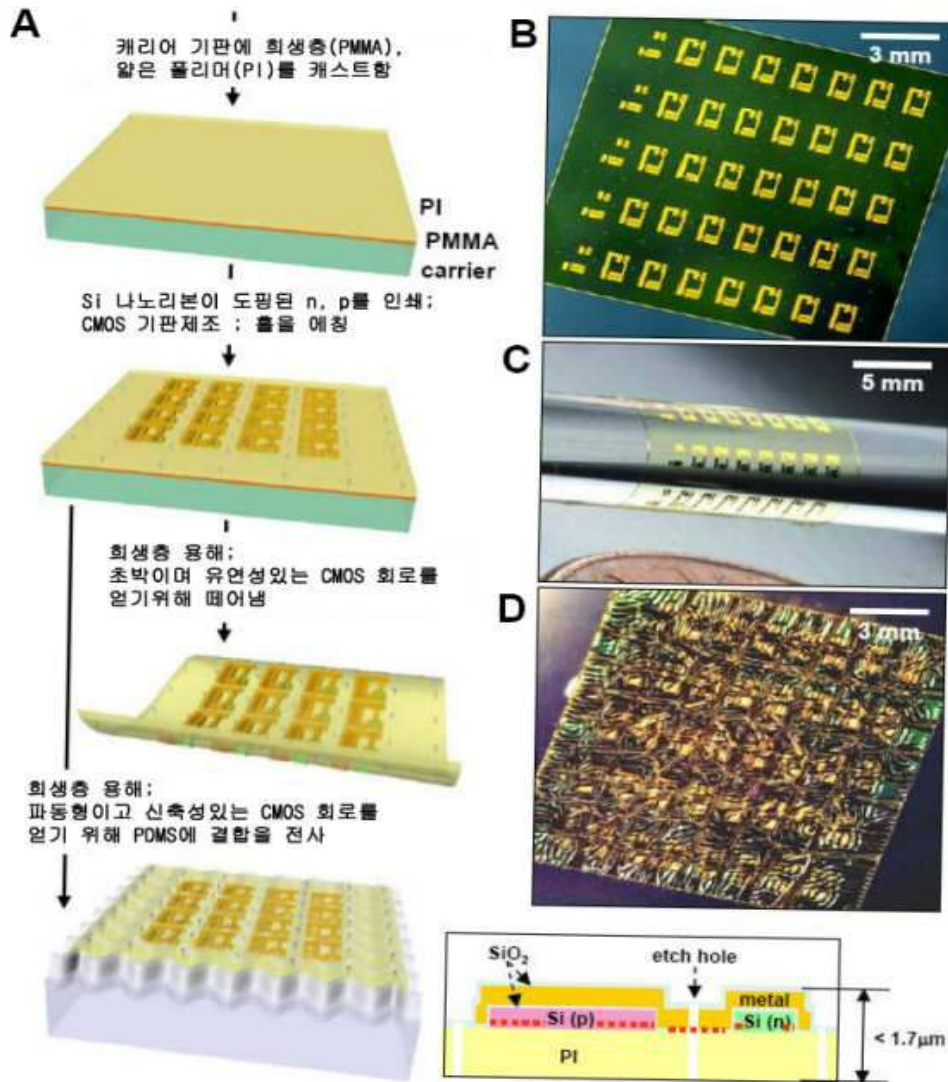 A
캐리어 기판에 희생층(PMMA),
얇은 폴리머(PI)를 캐스트함
PI
PMMA
carrier
Si 나노리본이 도핑된 n, p를 인쇄;
CMOS 기판제조 ; 홀을 에칭
희생층 용해;
초박이며 유연성있는 CMOS 회로를
얻기위해 떼어냄
희생층 용해;
파동형이고 신축성있는 CMOS 회로를
얻기 위해 PDMS에 결합을 전사
B
3 mm
C
5 mm
D
3 mm
SiO2
etch hole
metal
Si (p)
Si (n)
PI
< 1.7μm